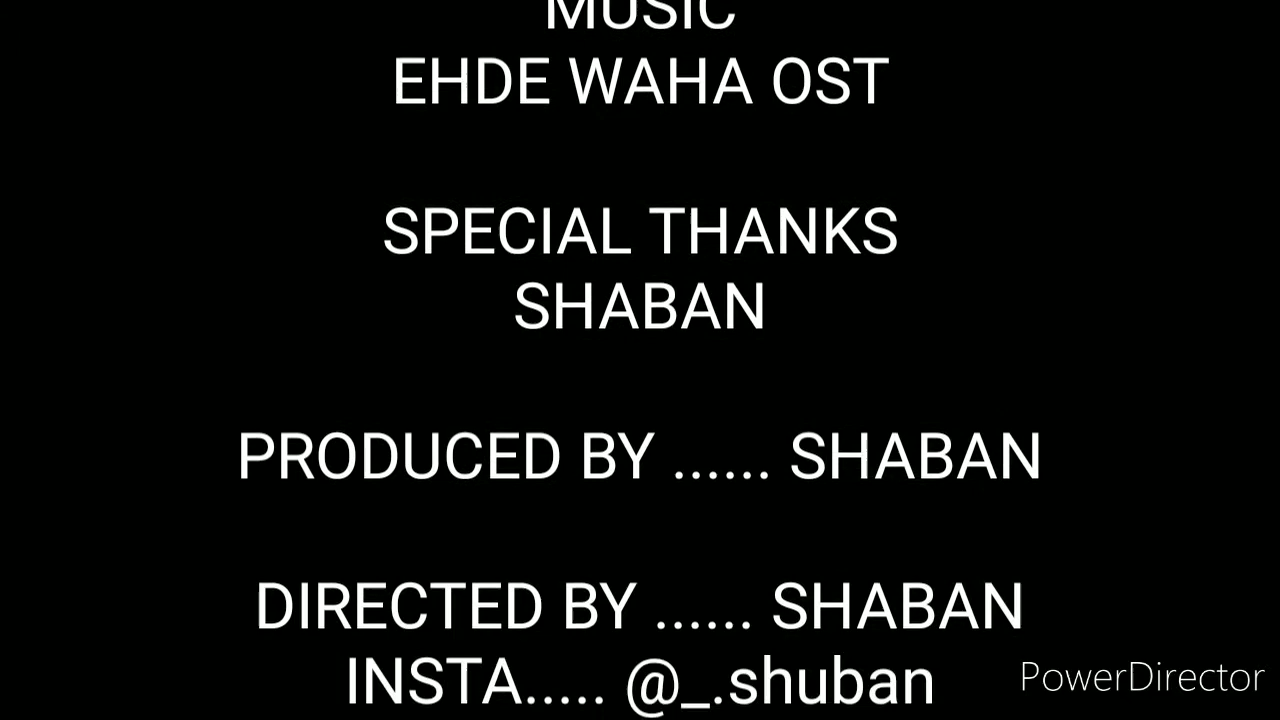 MUSIC
EHDE WAHA OST
SPECIAL THANKS
SHABAN
PRODUCED BY ...... SHABAN
DIRECTED BY ...... SHABAN
INSTA..... @_.shuban
PowerDirector